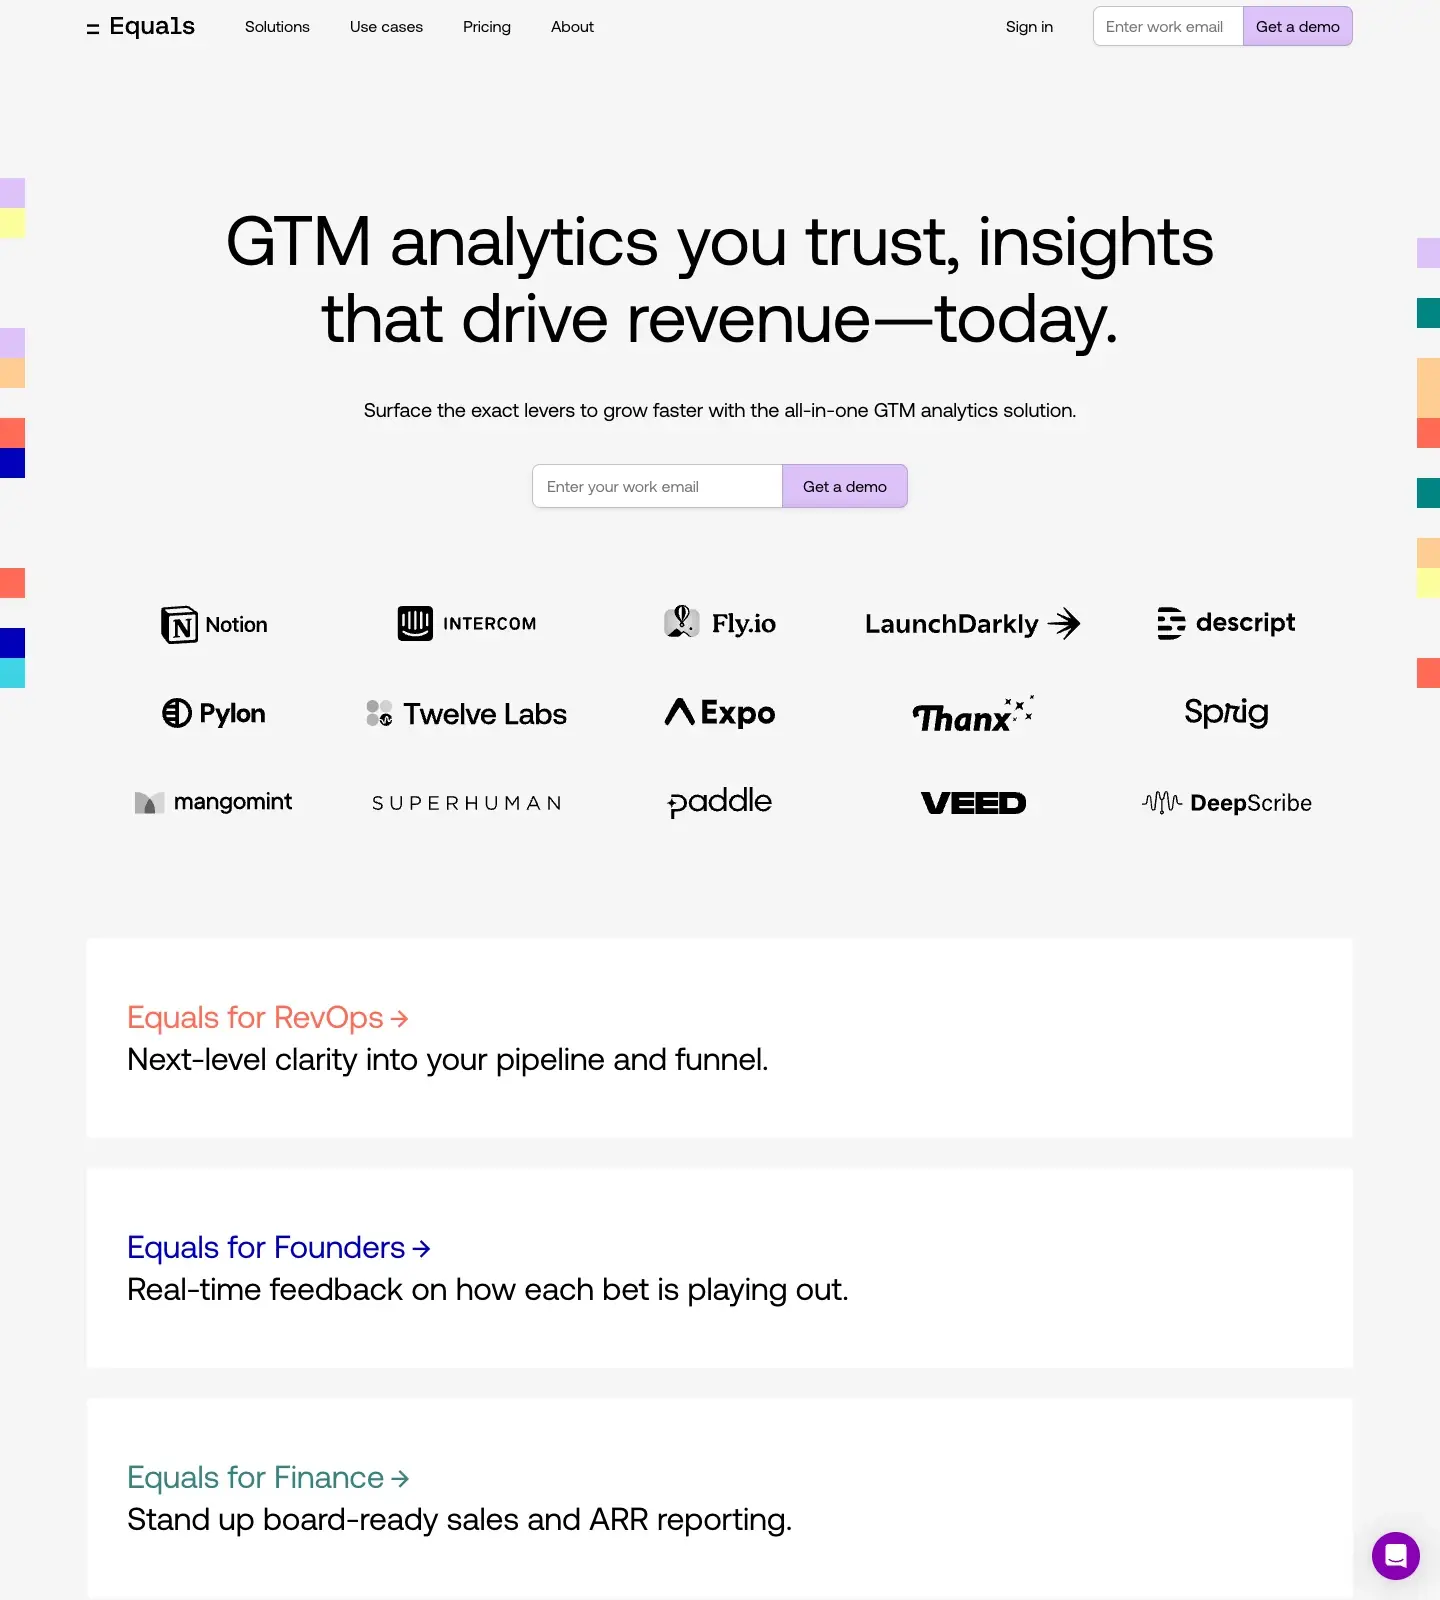 = Equals
Solutions
Use cases
Pricing
About
Sign in
Enter work email
Get a demo
GTM analytics you trust, insights
that drive revenue—today.
Surface the exact levers to grow faster with the all-in-one GTM analytics solution.
Enter your work email
Get a demo
Notion
INTERCOM
Fly.io
LaunchDarkly
descript
Pylon
Twelve Labs
Expo
Thanx
Sprig
mangomint
SUPERHUMAN
paddle
VEED
DeepScribe
Equals for RevOps →
Next-level clarity into your pipeline and funnel.
Equals for Founders →
Real-time feedback on how each bet is playing out.
Equals for Finance →
Stand up board-ready sales and ARR reporting.